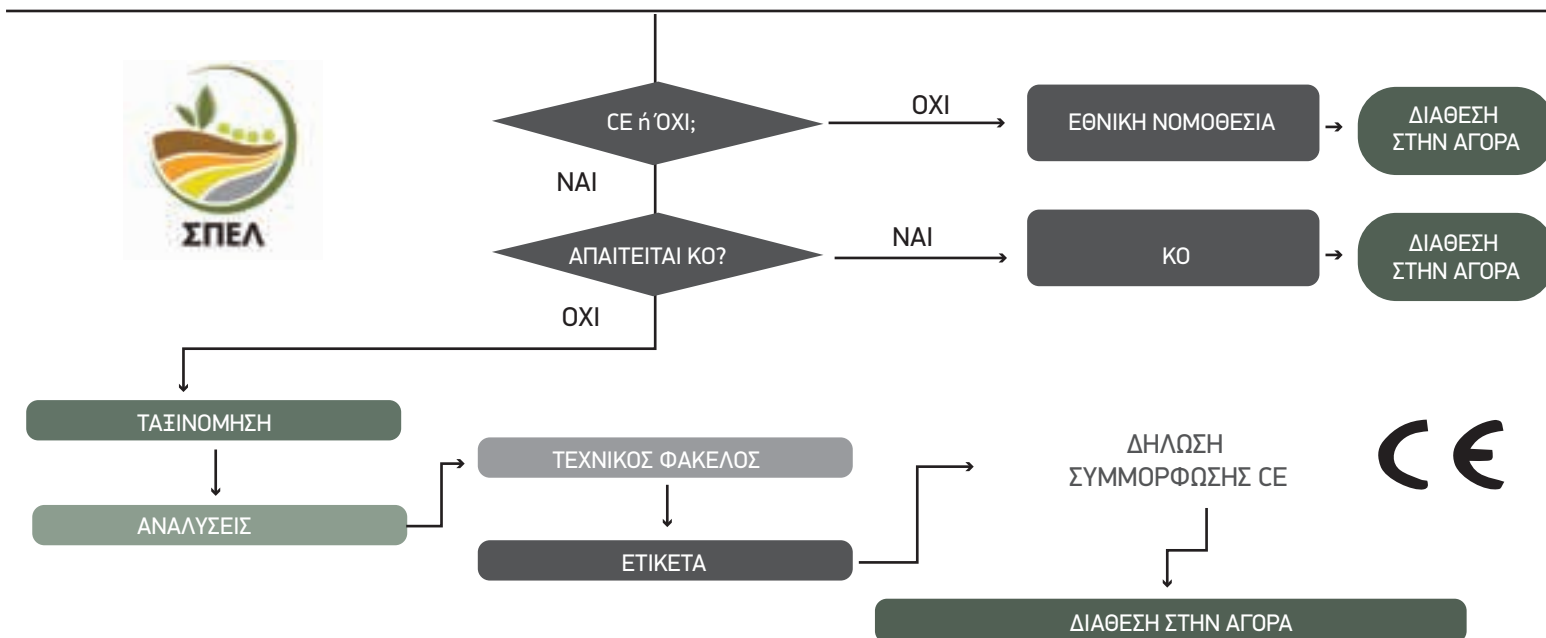 ΣΠΕΛ
CE ή ΌΧΙ;
ΟΧΙ
ΕΘΝΙΚΗ ΝΟΜΟΘΕΣΙΑ
ΔΙΑΘΕΣΗ
ΣΤΗΝ ΑΓΟΡΑ
ΝΑΙ
ΑΠΑΙΤΕΙΤΑΙ ΚΟ?
ΝΑΙ
ΚΟ
ΔΙΑΘΕΣΗ
ΣΤΗΝ ΑΓΟΡΑ
ΟΧΙ
ΤΑΞΙΝΟΜΗΣΗ
ΑΝΑΛΥΣΕΙΣ
ΤΕΧΝΙΚΟΣ ΦΑΚΕΛΟΣ
ΕΤΙΚΕΤΑ
ΔΗΛΩΣΗ
ΣΥΜΜΟΡΦΩΣΗΣ CE
CE
ΔΙΑΘΕΣΗ ΣΤΗΝ ΑΓΟΡΑ